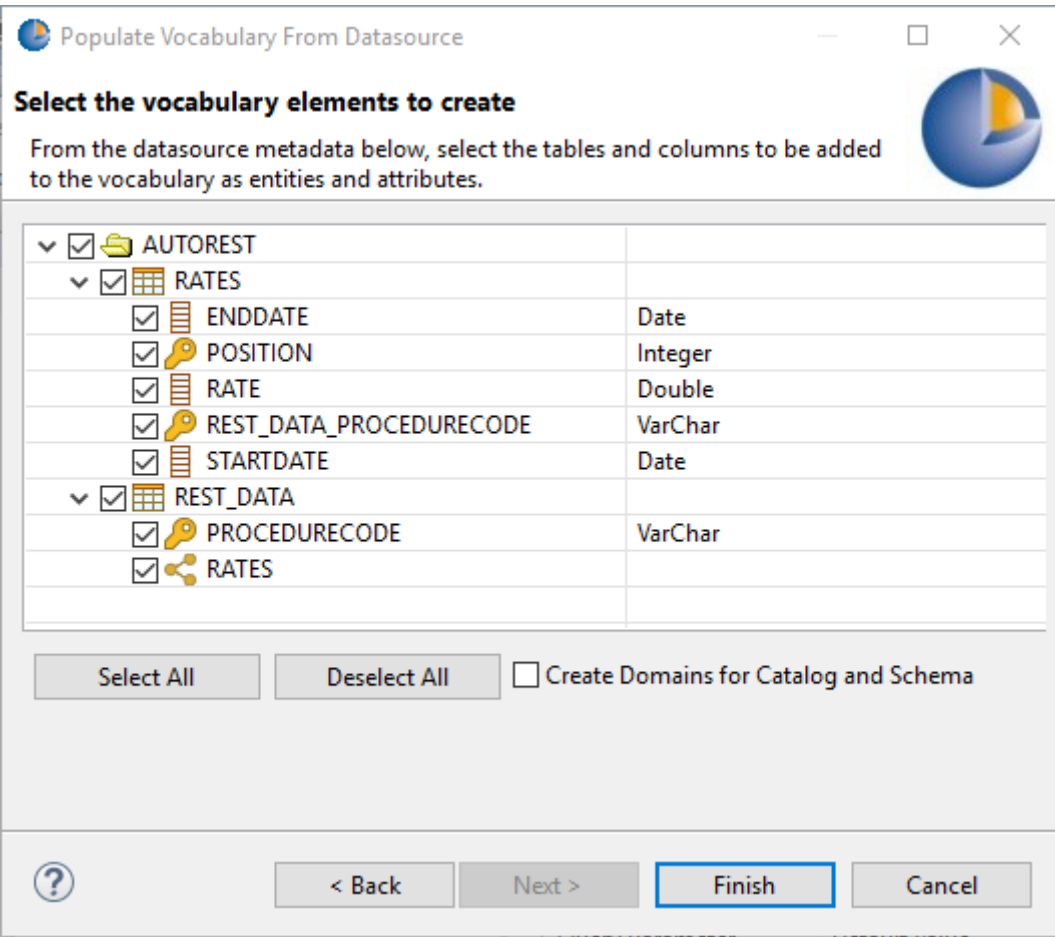 Populate Vocabulary From Datasource
Select the vocabulary elements to create
From the datasource metadata below, select the tables and columns to be added
to the vocabulary as entities and attributes.
AUTOREST
RATES
ENDDATE Date
POSITION Integer
RATE Double
REST_DATA_PROCEDURECODE VarChar
STARTDATE Date
REST_DATA
PROCEDURECODE VarChar
RATES
Select All Deselect All Create Domains for Catalog and Schema
? < Back Next > Finish Cancel